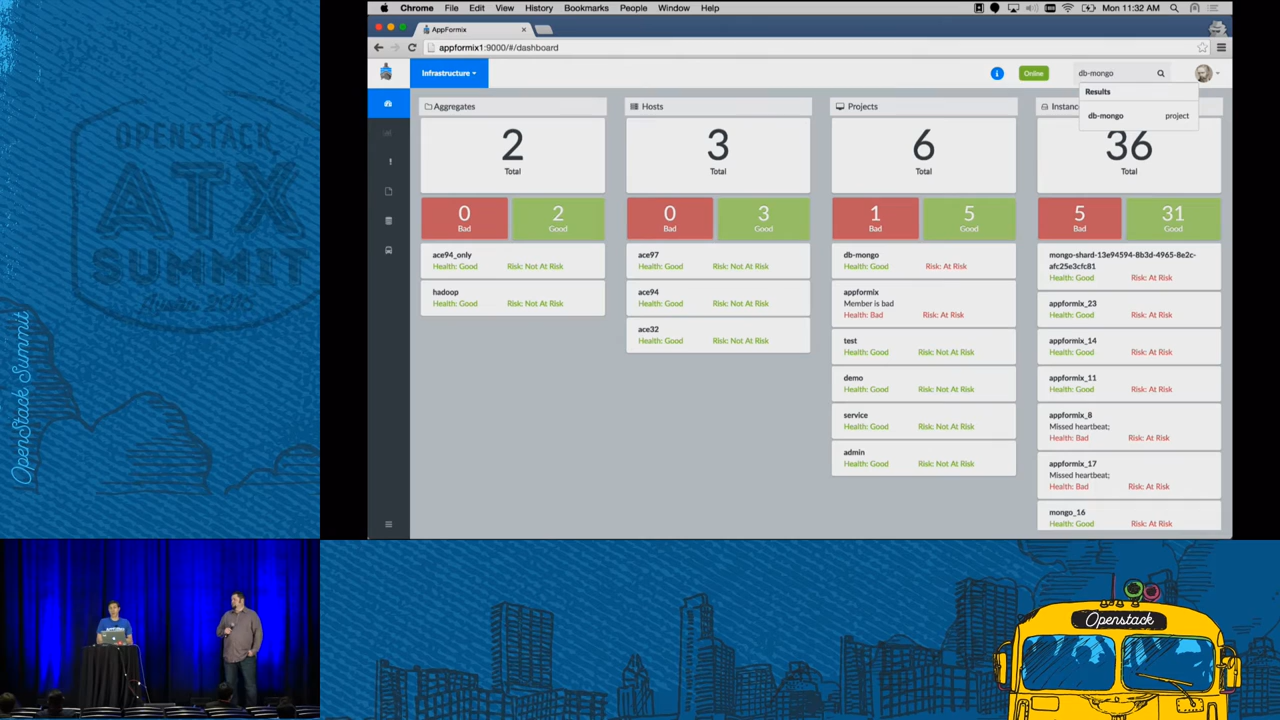 Chrome File Edit View History Bookmarks People Window Help
Mon 11:32 AM
AppFormix
appformix1:9000/#/dashboard
Infrastructure
Online
db-mongo
Results
db-mongo project
Aggregates
2
Total
0
Bad
2
Good
ace94_only
Health: Good Risk: Not At Risk
hadoop
Health: Good Risk: Not At Risk
Hosts
3
Total
0
Bad
3
Good
ace97
Health: Good Risk: Not At Risk
ace94
Health: Good Risk: Not At Risk
ace32
Health: Good Risk: Not At Risk
Projects
6
Total
1
Bad
5
Good
db-mongo
Health: Good Risk: At Risk
appformix
Member is bad
Health: Bad Risk: At Risk
test
Health: Good Risk: Not At Risk
demo
Health: Good Risk: Not At Risk
service
Health: Good Risk: Not At Risk
admin
Health: Good Risk: Not At Risk
Instanc
36
Total
5
Bad
31
Good
mongo-shard-13e94594-8b3d-4965-8e2c-
afc25e3cfc81
Health: Good Risk: At Risk
appformix_23
Health: Good Risk: At Risk
appformix_14
Health: Good Risk: At Risk
appformix_11
Health: Good Risk: At Risk
appformix_8
Missed heartbeat;
Health: Bad Risk: At Risk
appformix_17
Missed heartbeat;
Health: Bad Risk: At Risk
mongo_16
Health: Good Risk: At Risk
OPENSTACK
ATX
SUMMIT
OpenStack Summit
Openstack